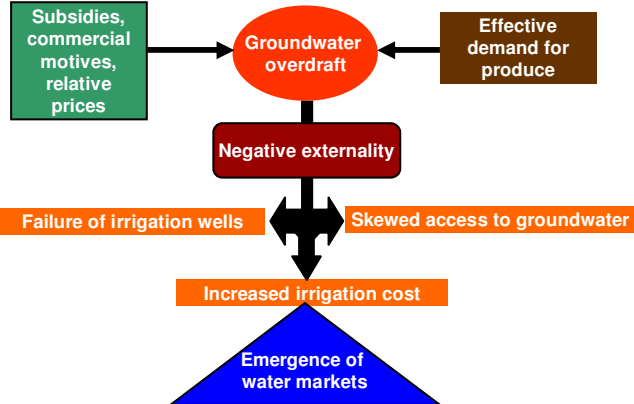 Subsidies,
commercial
motives,
relative
prices
Groundwater
overdraft
Effective
demand for
produce
Negative externality
Failure of irrigation wells
Skewed access to groundwater
Increased irrigation cost
Emergence of
water markets